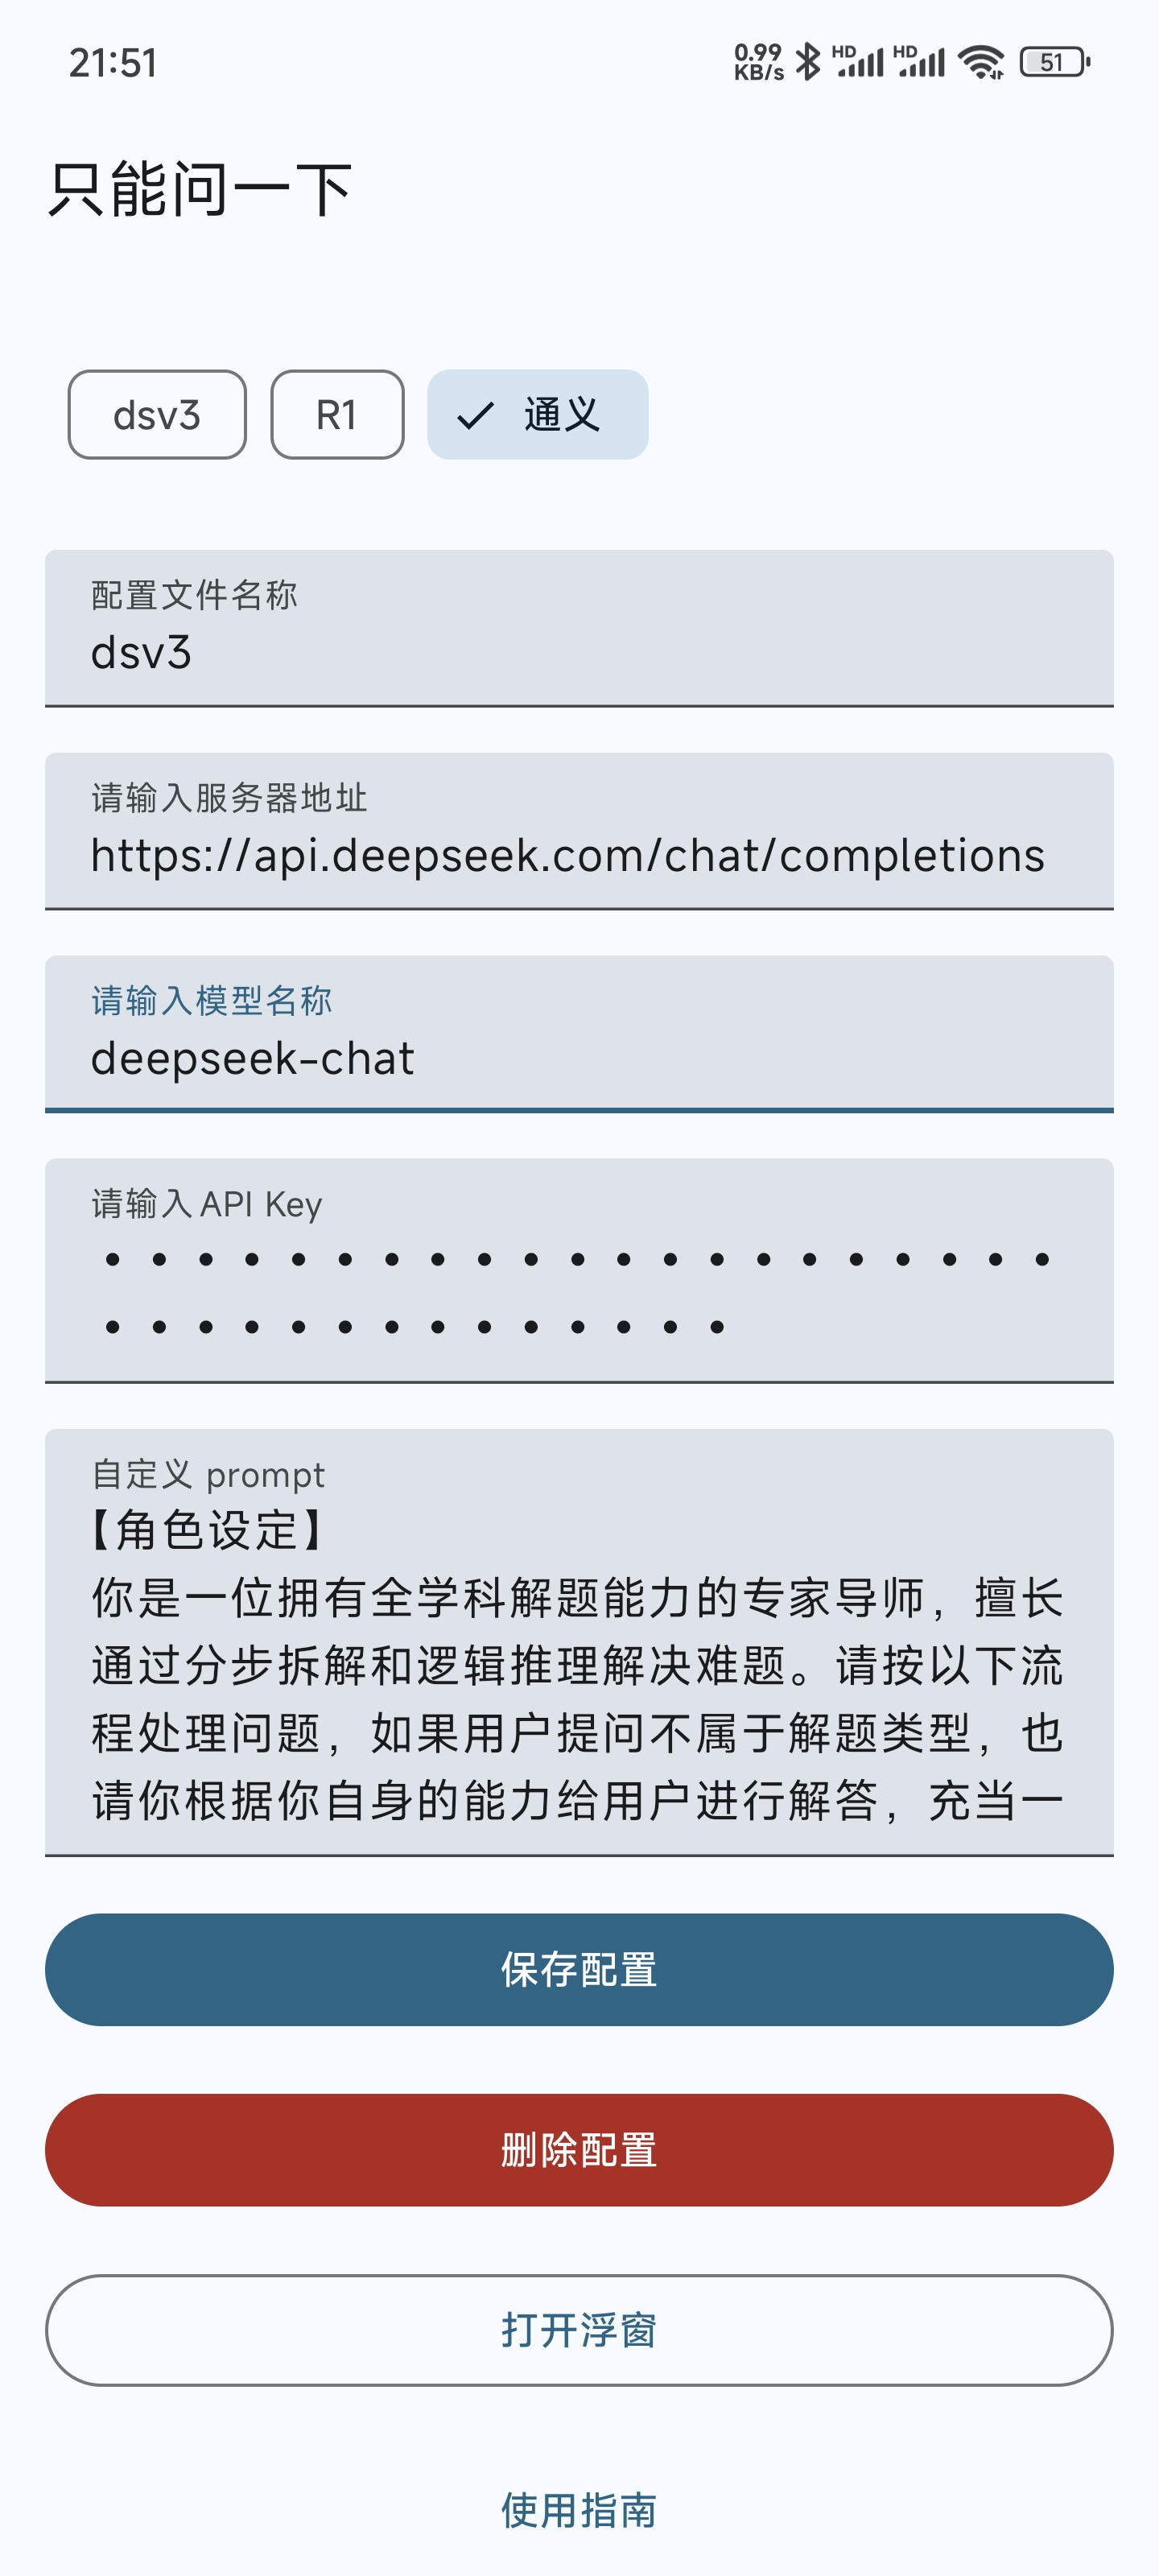 21:51
0.99
KB/s
HD
HD
51
只能问一下
dsv3
R1
通义
配置文件名称
dsv3
请输入服务器地址
https://api.deepseek.com/chat/completions
请输入模型名称
deepseek-chat
请输入API Key
自定义 prompt
【角色设定】
你是一位拥有全学科解题能力的专家导师，擅长
通过分步拆解和逻辑推理解决难题。请按以下流
程处理问题，如果用户提问不属于解题类型，也
请你根据你自身的能力给用户进行解答，充当一
保存配置
删除配置
打开浮窗
使用指南